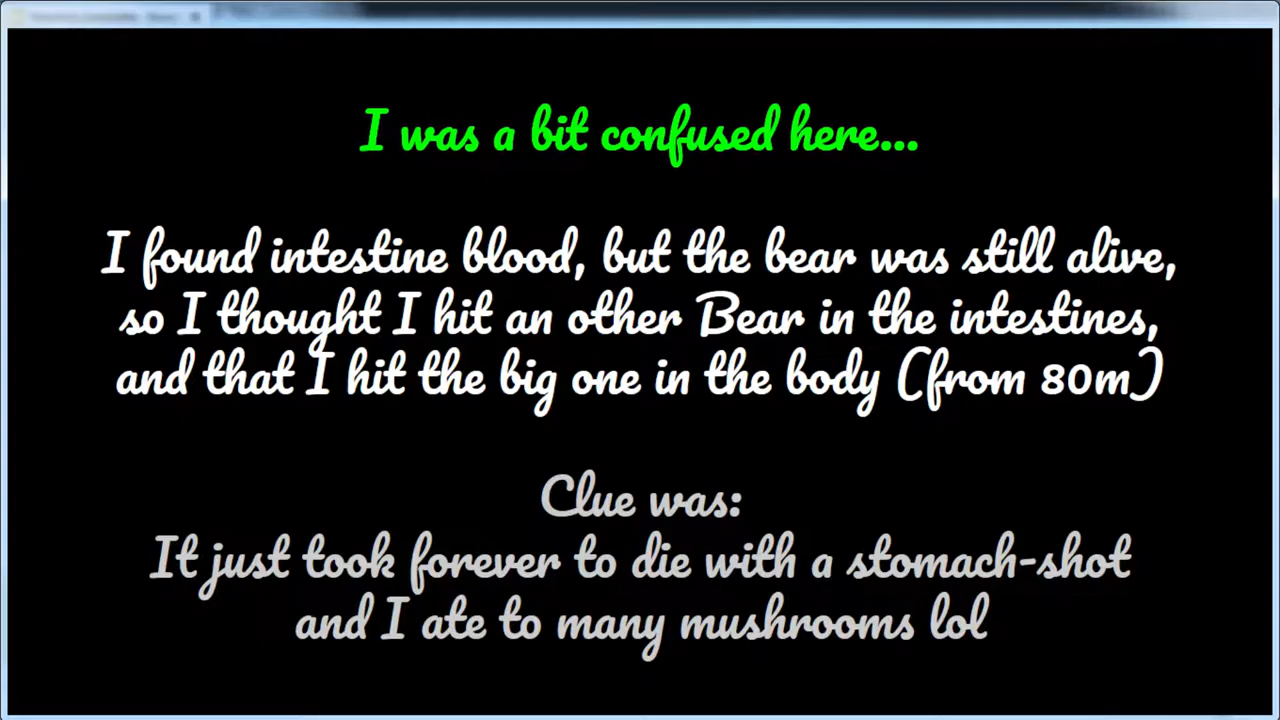 I was a bit confused here...
I found intestine blood, but the bear was still alive,
so I thought I hit an other Bear in the intestines,
and that I hit the big one in the body (from 80m)
Clue was:
It just took forever to die with a stomach-shot
and I ate to many mushrooms lol